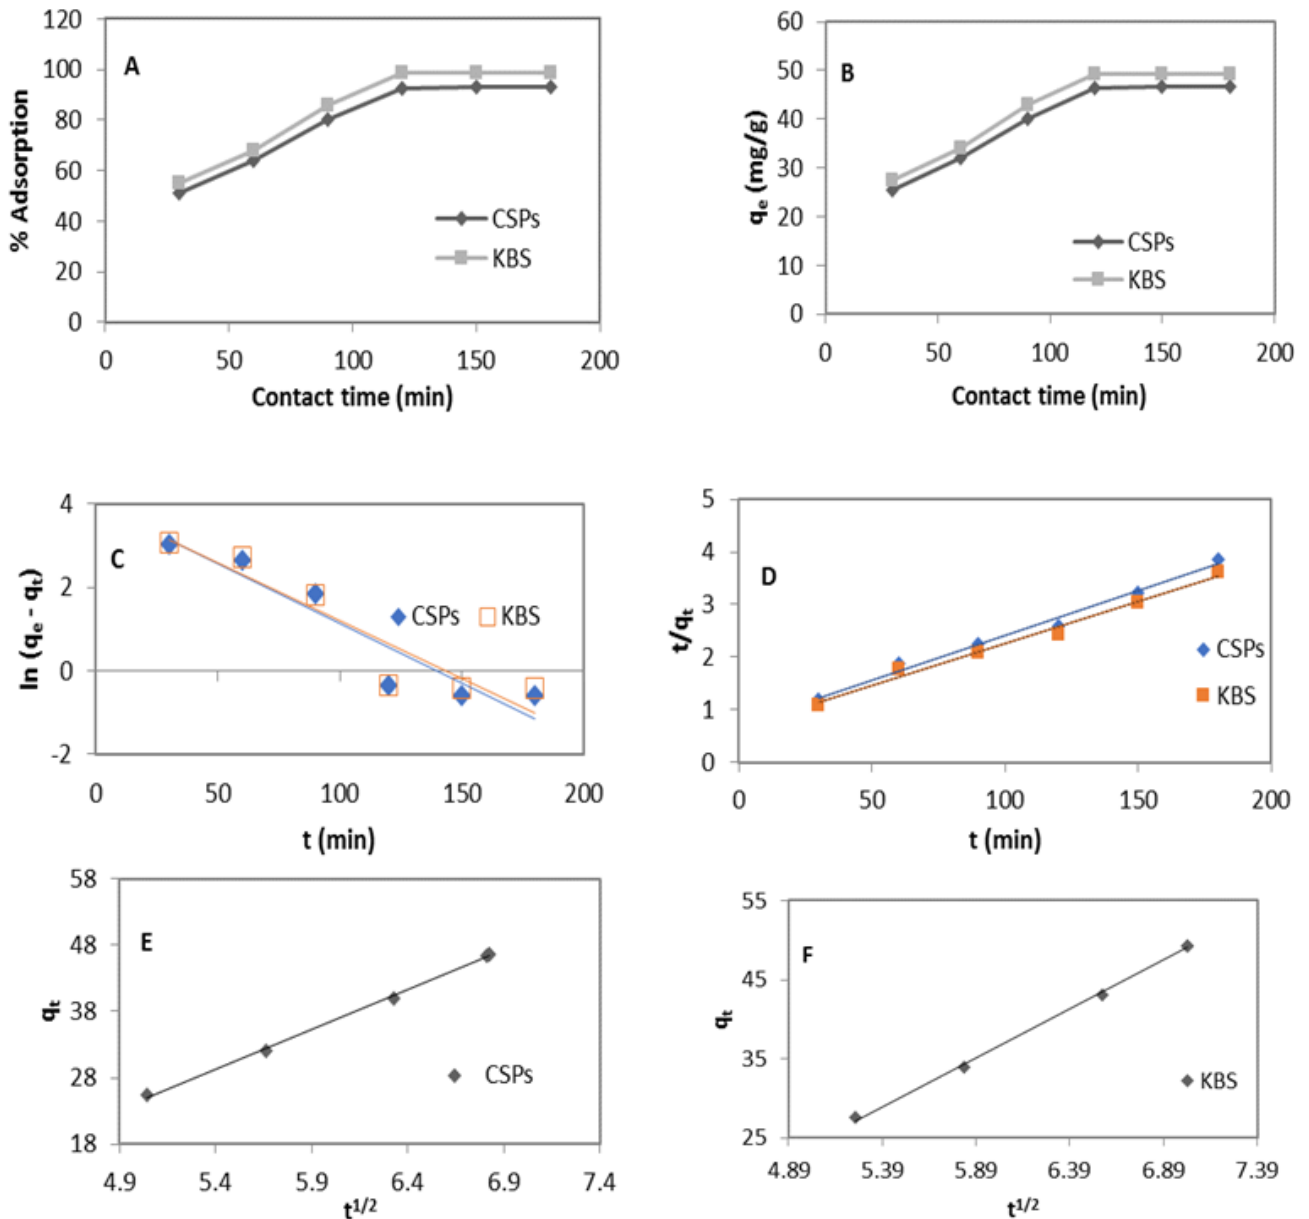 A
120
100
80
60
40
20
0
% Adsorption
CSPs
KBS
0 50 100 150 200
Contact time (min)
B
60
50
40
30
20
10
0
qₑ (mg/g)
CSPs
KBS
0 50 100 150 200
Contact time (min)
C
4
2
0
-2
ln (qₑ - qₜ)
CSPs KBS
0 50 100 150 200
t (min)
D
5
4
3
2
1
0
t/qₜ
CSPs
KBS
0 50 100 150 200
t (min)
E
58
48
38
28
18
qₜ
CSPs
4.9 5.4 5.9 6.4 6.9 7.4
t¹/²
F
55
45
35
25
qₜ
KBS
4.89 5.39 5.89 6.39 6.89 7.39
t¹/²